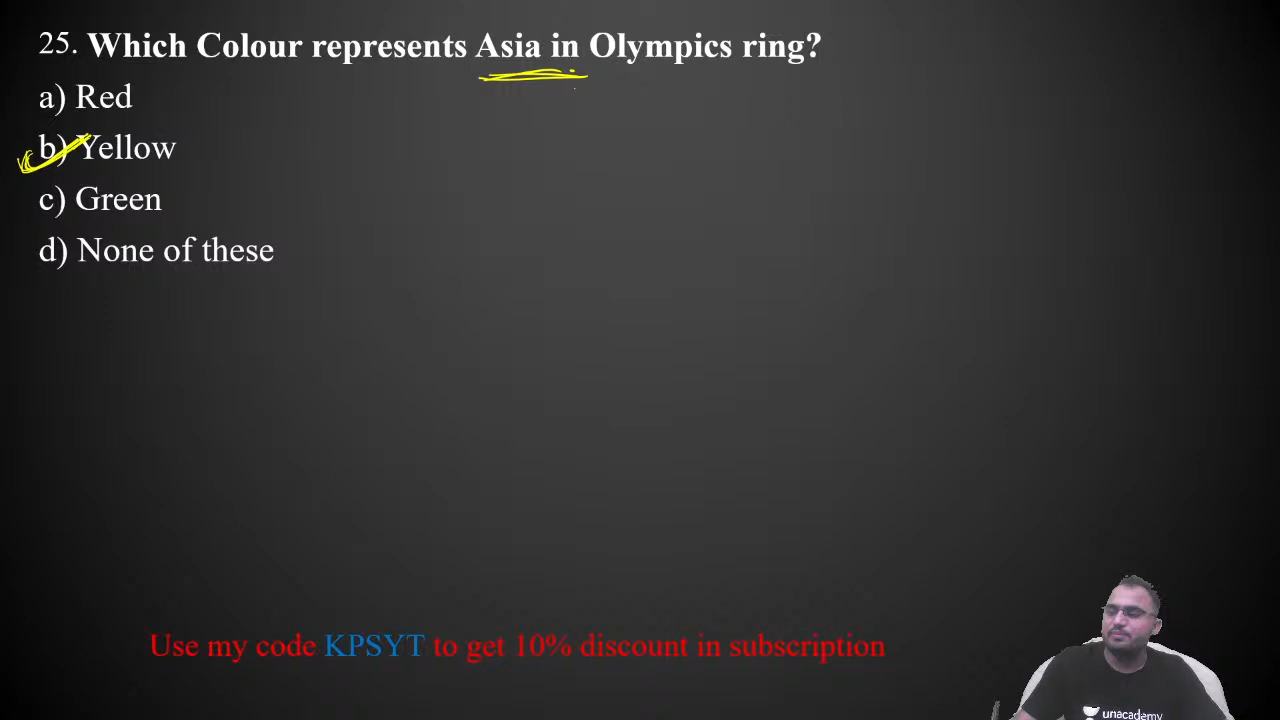 25. Which Colour represents Asia in Olympics ring?
a) Red
b) Yellow
c) Green
d) None of these
Use my code KPSYT to get 10% discount in subscription
unacademy